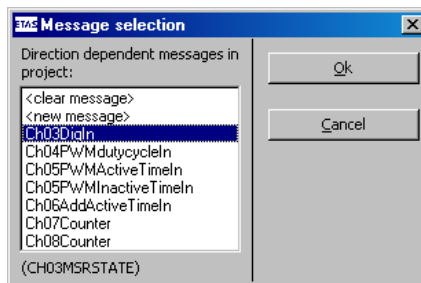 ETAS Message selection
Direction dependent messages in
project:
<clear message>
<new message>
Ch03DigIn
Ch04PWMdutycycleIn
Ch05PWMActiveTimeIn
Ch05PWMInactiveTimeIn
Ch06AddActiveTimeIn
Ch07Counter
Ch08Counter
(CH03MSRSTATE)
Ok
Cancel